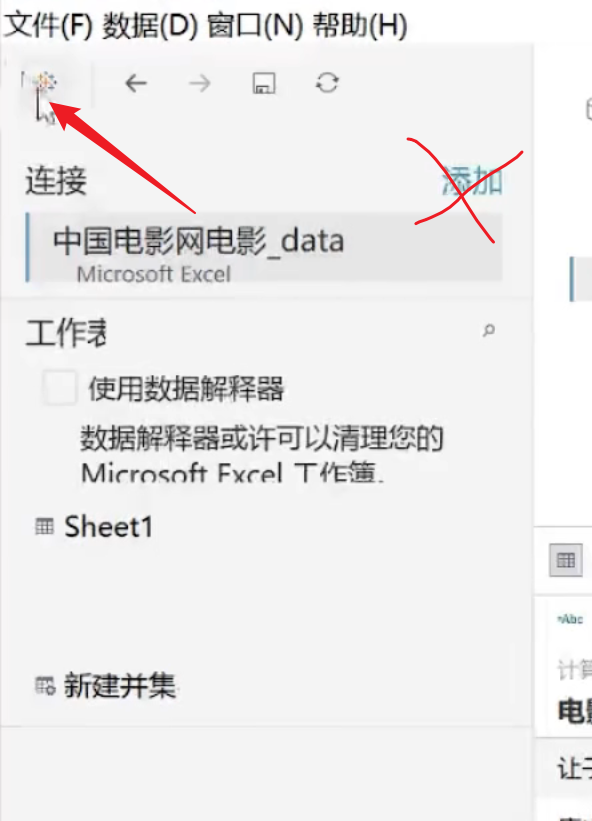 文件(F) 数据(D) 窗口(N) 帮助(H)
连接
添加
中国电影网电影_data
Microsoft Excel
工作表
使用数据解释器
数据解释器或许可以清理您的
Microsoft Excel 工作簿.
Sheet1
新建并集
=Abc
计算
电影
让子